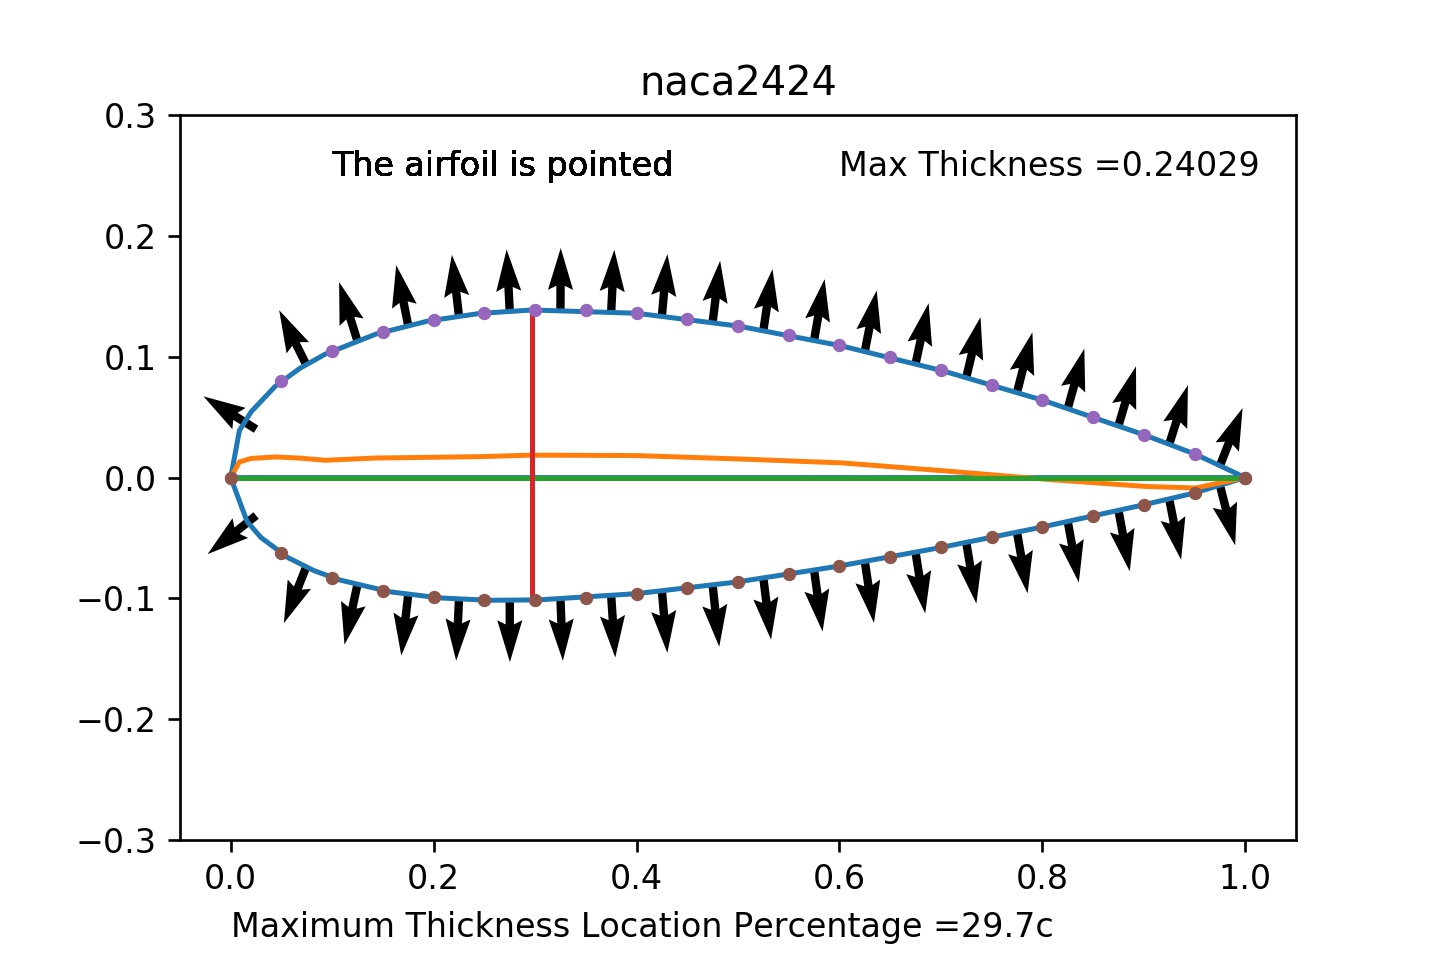 naca2424
The airfoil is pointed
Max Thickness =0.24029
0.3
0.2
0.1
0.0
−0.1
−0.2
−0.3
0.0 0.2 0.4 0.6 0.8 1.0
Maximum Thickness Location Percentage =29.7c